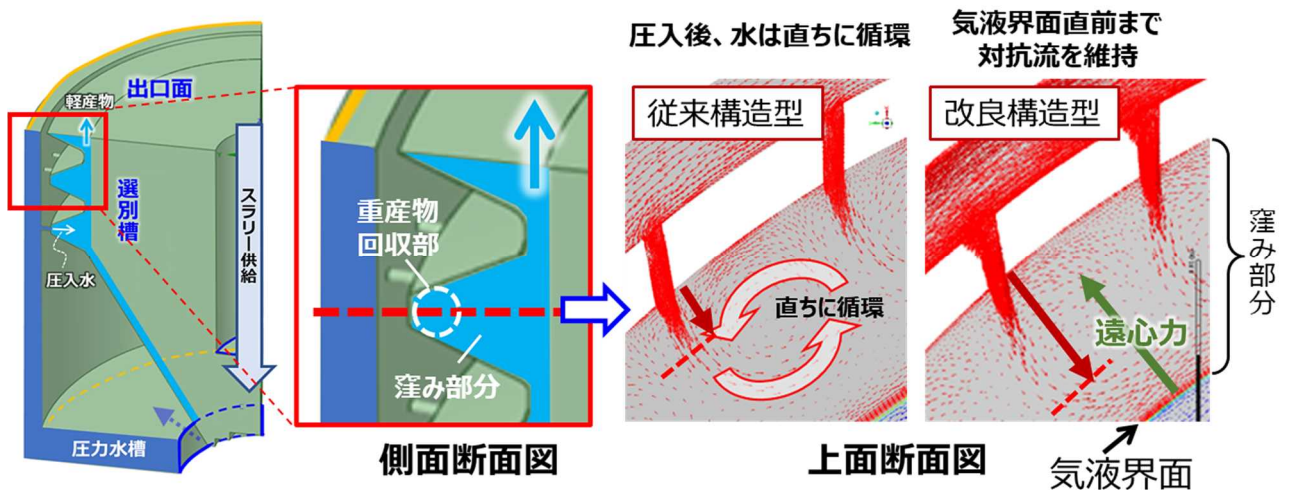 出口面
軽産物
選別槽
圧入水
スラリー供給
圧力水槽
重産物
回収部
窪み部分
側面断面図
圧入後、水は直ちに循環
従来構造型
直ちに循環
気液界面直前まで
対抗流を維持
改良構造型
遠心力
窪み部分
上面断面図
気液界面